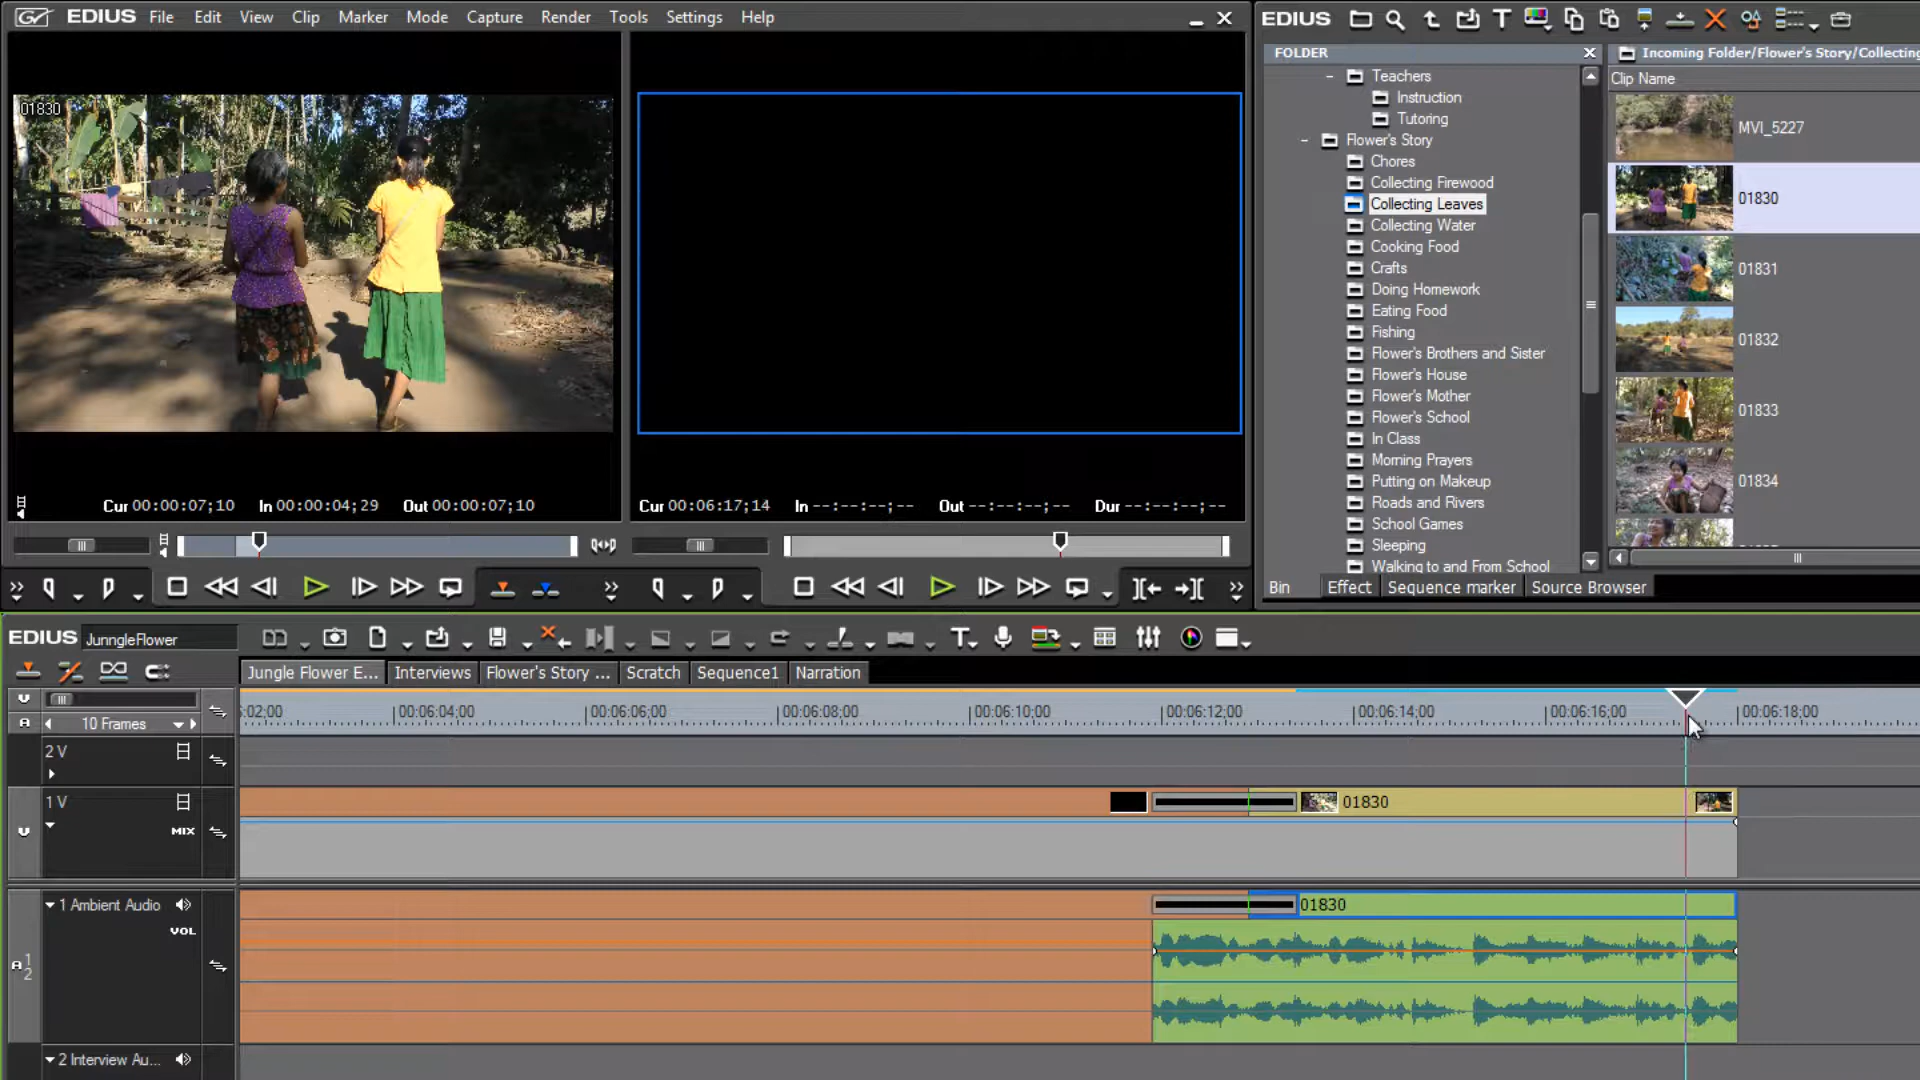 EDIUS File Edit View Clip Marker Mode Capture Render Tools Settings Help
EDIUS
FOLDER
Incoming Folder/Flower's Story/Collecting
Clip Name
01830
Teachers
Instruction
Tutoring
Flower's Story
Chores
Collecting Firewood
Collecting Leaves
Collecting Water
Cooking Food
Crafts
Doing Homework
Eating Food
Fishing
Flower's Brothers and Sister
Flower's House
Flower's Mother
Flower's School
In Class
Morning Prayers
Putting on Makeup
Roads and Rivers
School Games
Sleeping
Walking to and From School
MVI_5227
01830
01831
01832
01833
01834
Cur 00:00:07;10 In 00:00:04;29 Out 00:00:07;10
Cur 00:06:17;14 In --:--:--;-- Out --:--:--;-- Dur --:--:--;--
Bin Effect Sequence marker Source Browser
EDIUS JunngleFlower
Jungle Flower E... Interviews Flower's Story ... Scratch Sequence1 Narration
10 Frames
:02;00 00:06:04;00 00:06:06;00 00:06:08;00 00:06:10;00 00:06:12;00 00:06:14;00 00:06:16;00 00:06:18;00
2 V
1 V
MIX
01830
1 Ambient Audio
VOL
01830
A 1 2
2 Interview Au...